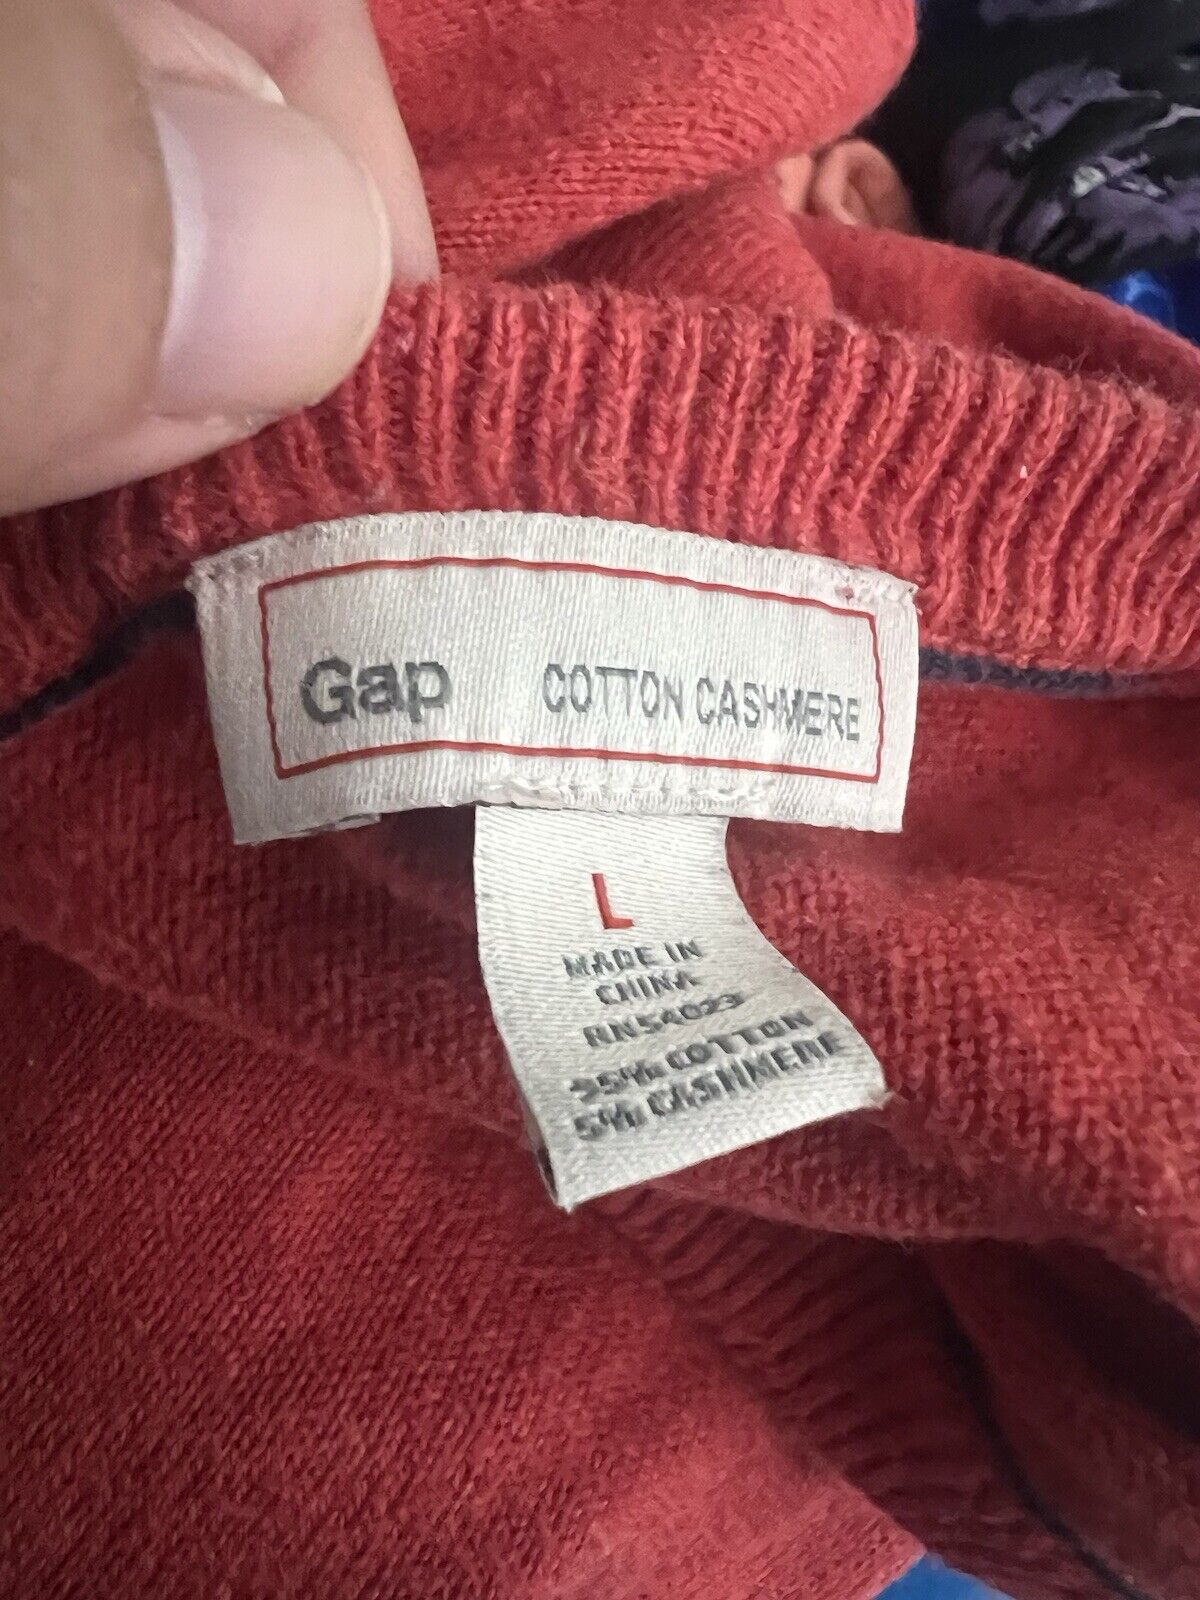 Gap COTTON CASHMERE
L
MADE IN
CHINA
RN54023
95% COTTON
5% CASHMERE